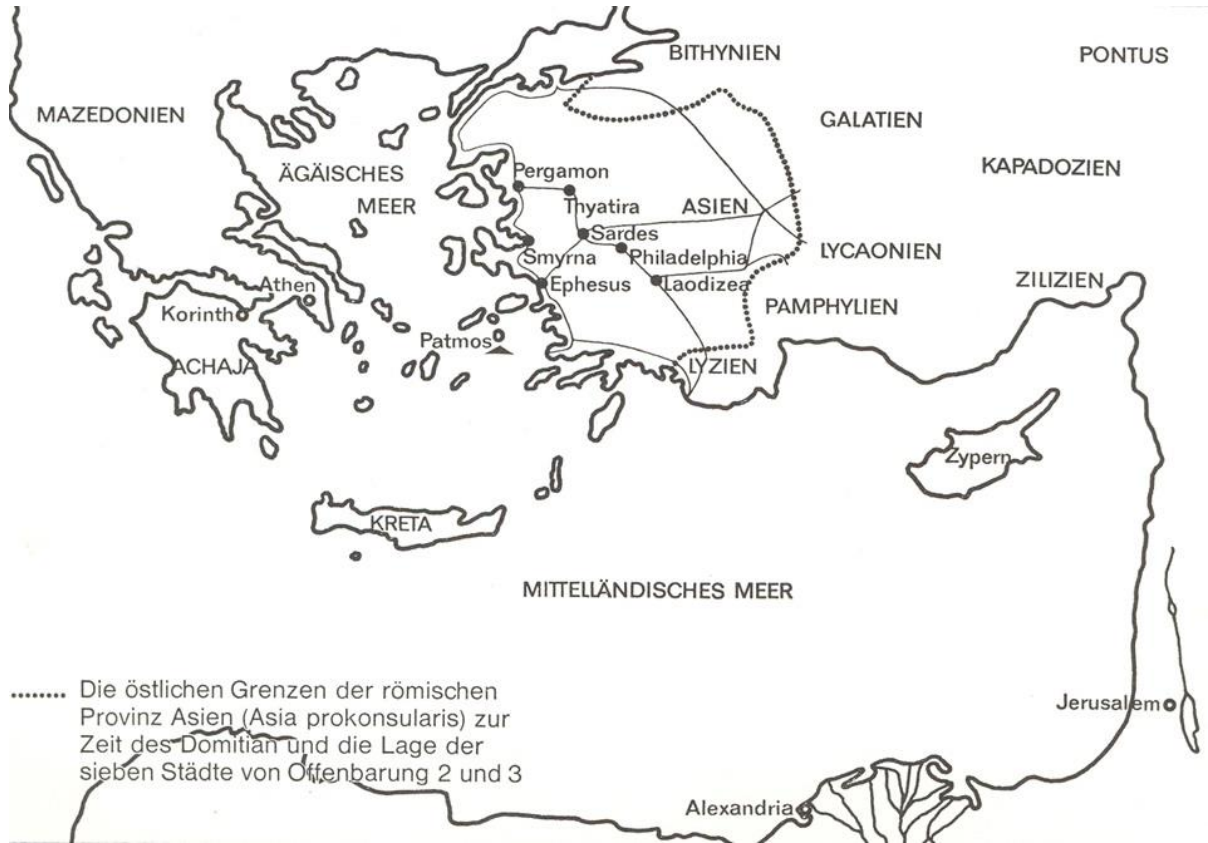 BITHYNIEN
PONTUS
MAZEDONIEN
GALATIEN
ÄGÄISCHES
MEER
KAPADOZIEN
Pergamon
Thyatira
ASIEN
Sardes
Smyrna
Philadelphia
LYCAONIEN
Ephesus
Laodizea
ZILIZIEN
Athen
Korinth
PAMPHYLIEN
Patmos
ACHAJA
LYZIEN
Zypern
KRETA
MITTELLÄNDISCHES MEER
Die östlichen Grenzen der römischen
Provinz Asien (Asia prokonsularis) zur
Zeit des Domitian und die Lage der
sieben Städte von Offenbarung 2 und 3
Jerusalem
Alexandria